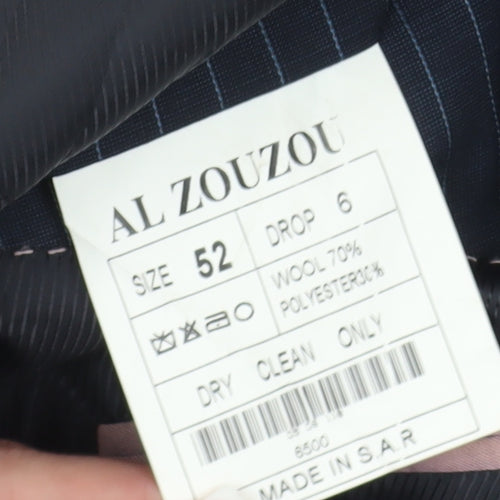 AL ZOUZOU
SIZE 52
DROP 6
WOOL 70%
POLYESTER30%
DRY CLEAN ONLY
6500
MADE IN S.A.R